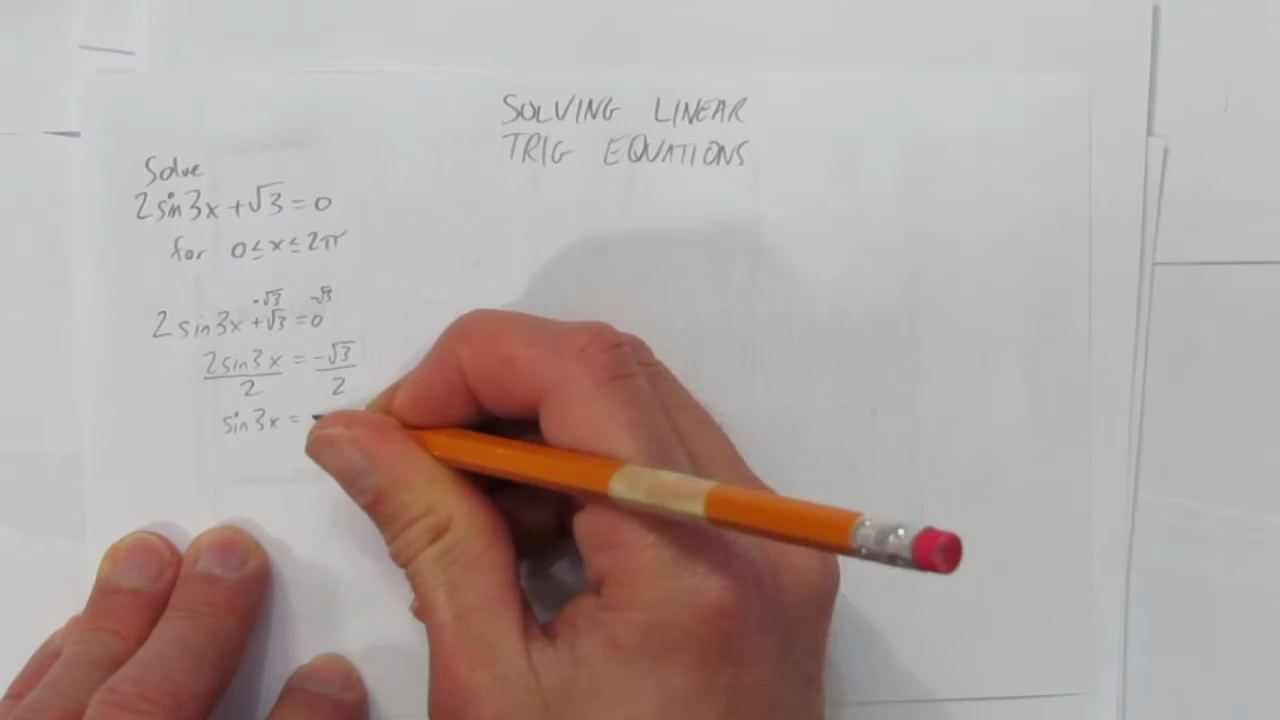 SOLVING LINEAR
TRIG EQUATIONS
Solve
2sin3x+√3=0
for 0≤x≤2π
-√3 -√3
2sin3x+√3=0
2sin3x = -√3
2 2
sin3x =